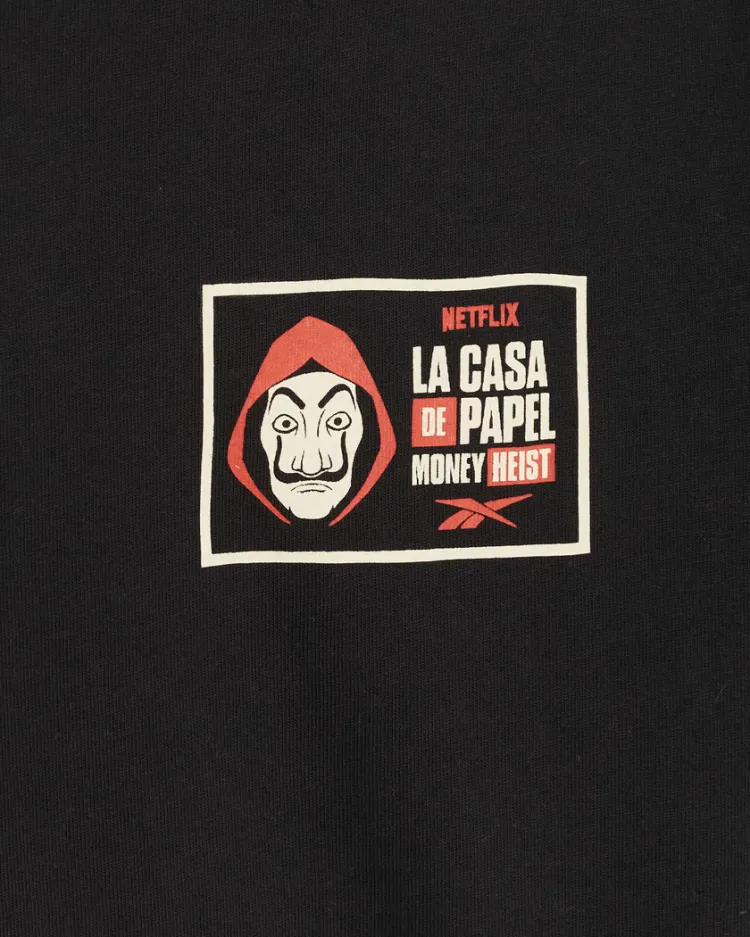 NETFLIX
LA CASA
DE PAPEL
MONEY HEIST